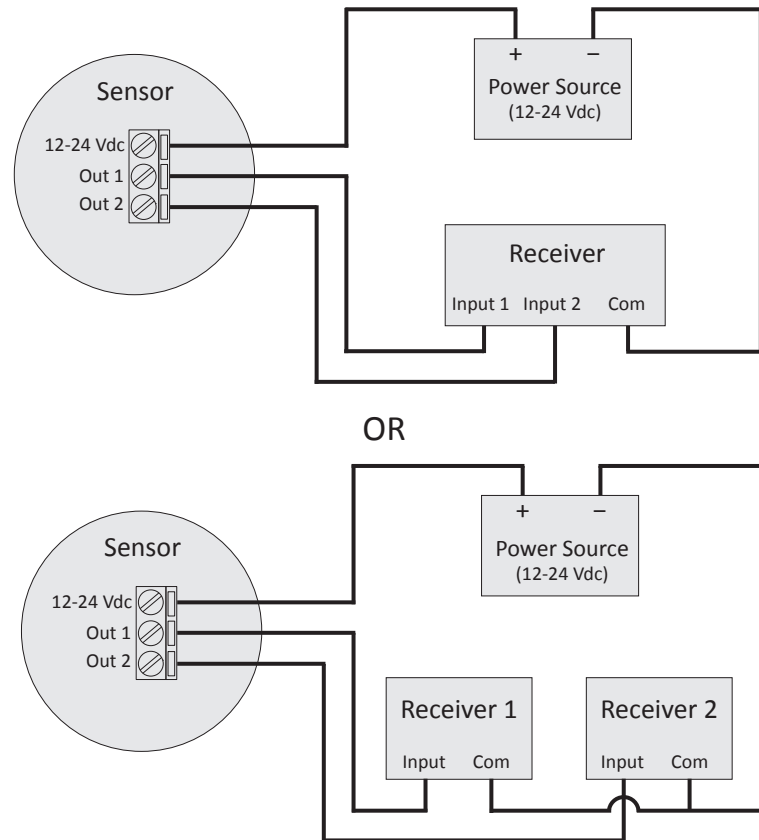 + −
Power Source
(12-24 Vdc)
Sensor
12-24 Vdc
Out 1
Out 2
Receiver
Input 1 Input 2 Com
OR
+ −
Power Source
(12-24 Vdc)
Sensor
12-24 Vdc
Out 1
Out 2
Receiver 1
Input Com
Receiver 2
Input Com